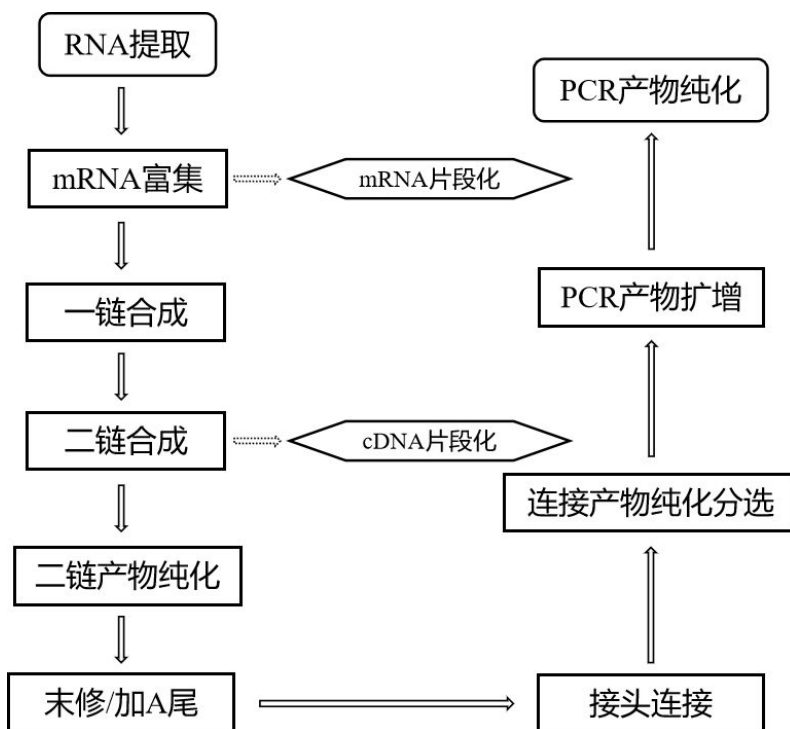 RNA提取
mRNA富集
mRNA片段化
一链合成
二链合成
cDNA片段化
二链产物纯化
末修/加A尾
接头连接
连接产物纯化分选
PCR产物扩增
PCR产物纯化